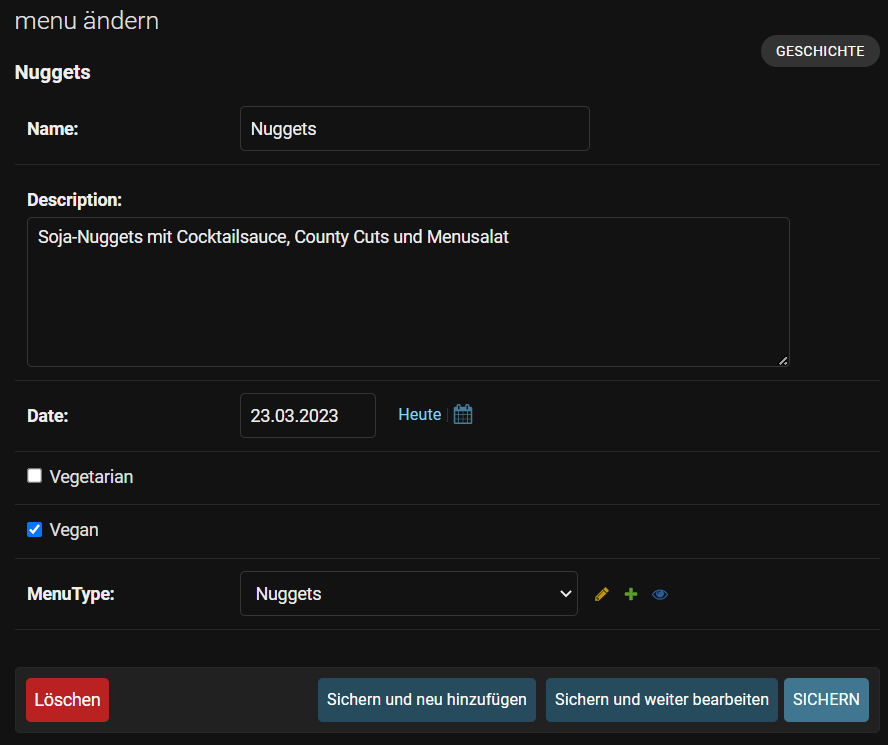 menu ändern
GESCHICHTE
Nuggets
Name:
Nuggets
Description:
Soja-Nuggets mit Cocktailsauce, County Cuts und Menusalat
Date:
23.03.2023
Heute
Vegetarian
Vegan
MenuType:
Nuggets
Löschen
Sichern und neu hinzufügen
Sichern und weiter bearbeiten
SICHERN